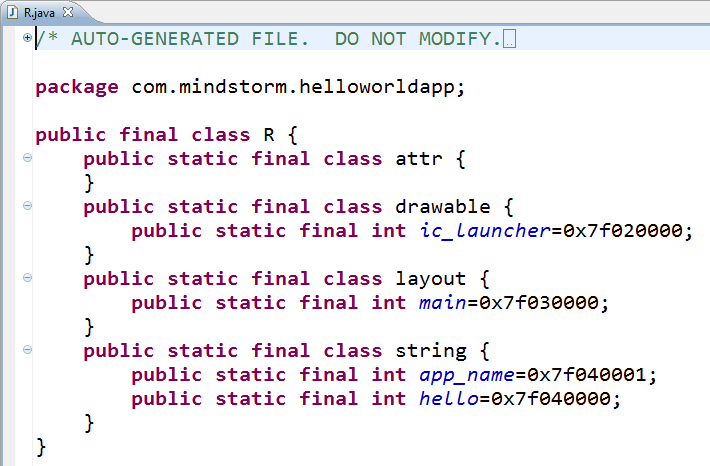 R.java
/* AUTO-GENERATED FILE.  DO NOT MODIFY.
package com.mindstorm.helloworldapp;
public final class R {
    public static final class attr {
    }
    public static final class drawable {
        public static final int ic_launcher=0x7f020000;
    }
    public static final class layout {
        public static final int main=0x7f030000;
    }
    public static final class string {
        public static final int app_name=0x7f040001;
        public static final int hello=0x7f040000;
    }
}